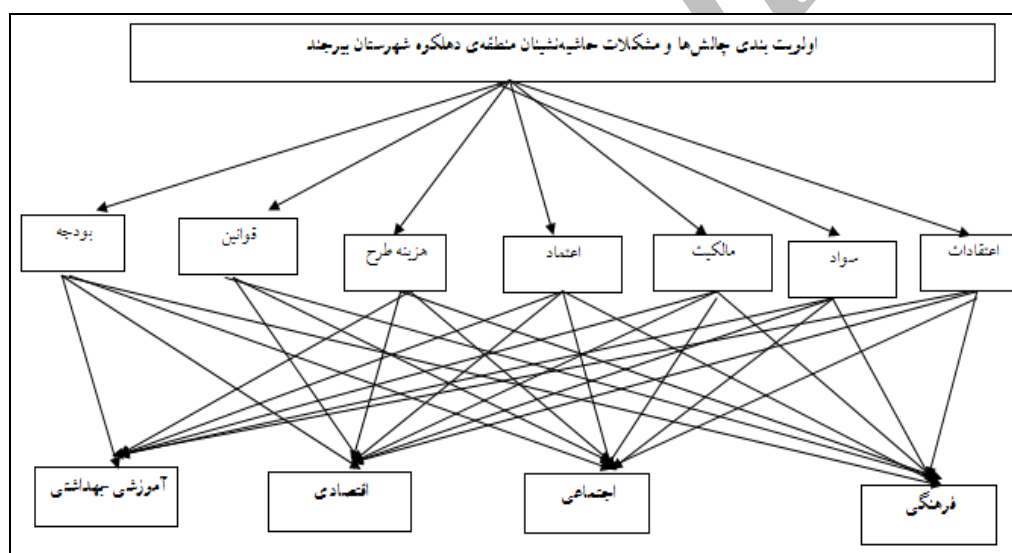 اولویت بندی چالش‌ها و مشکلات حاشیه‌نشینان منطقه‌ی دهلکوه شهرستان بیرجند
اعتقادات
سواد
مالکیت
اعتماد
هزینه طرح
قوانین
بودجه
فرهنگی
اجتماعی
اقتصادی
آموزشی-بهداشتی